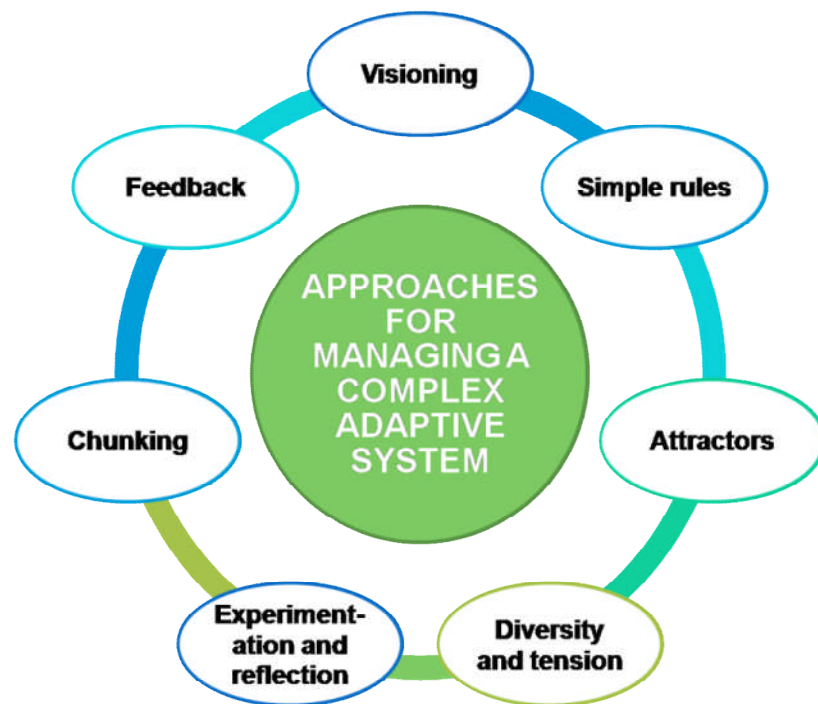 Visioning
Simple rules
Attractors
Diversity
and tension
Experiment-
ation and
reflection
Chunking
Feedback
APPROACHES
FOR
MANAGING A
COMPLEX
ADAPTIVE
SYSTEM